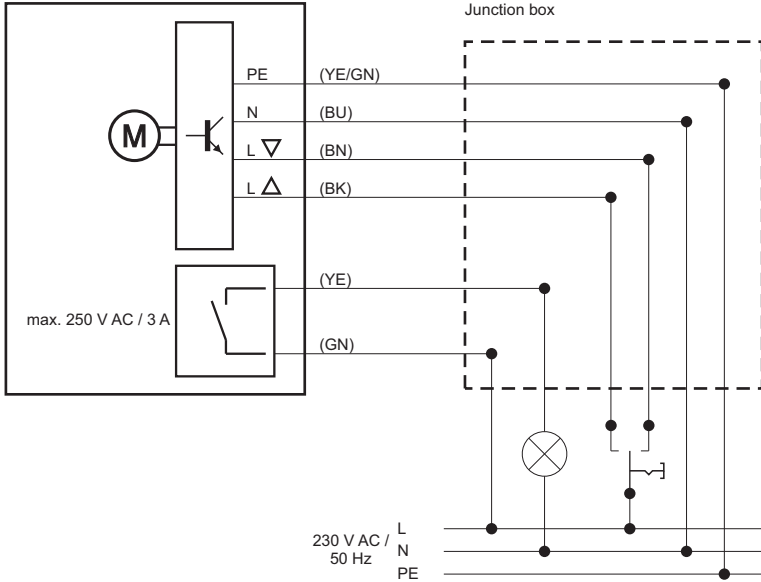 Junction box
PE (YE/GN)
N (BU)
M
L (BN)
L (BK)
(YE)
max. 250 V AC / 3 A
(GN)
L
230 V AC /
50 Hz
N
PE